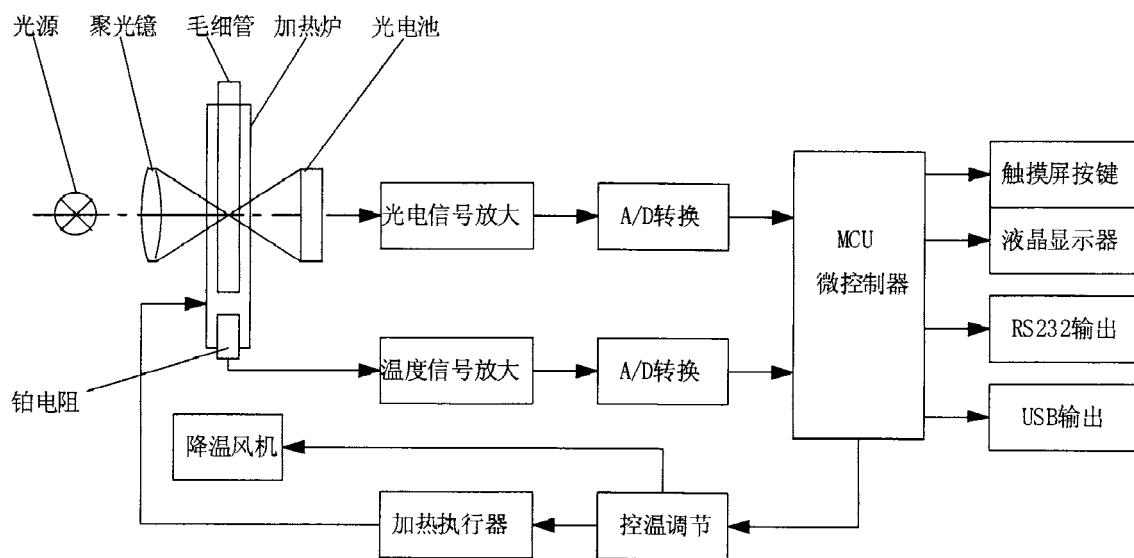 光源
聚光镜
毛细管
加热炉
光电池
光电信号放大
A/D转换
MCU
微控制器
触摸屏按键
液晶显示器
RS232输出
USB输出
温度信号放大
A/D转换
铂电阻
降温风机
加热执行器
控温调节